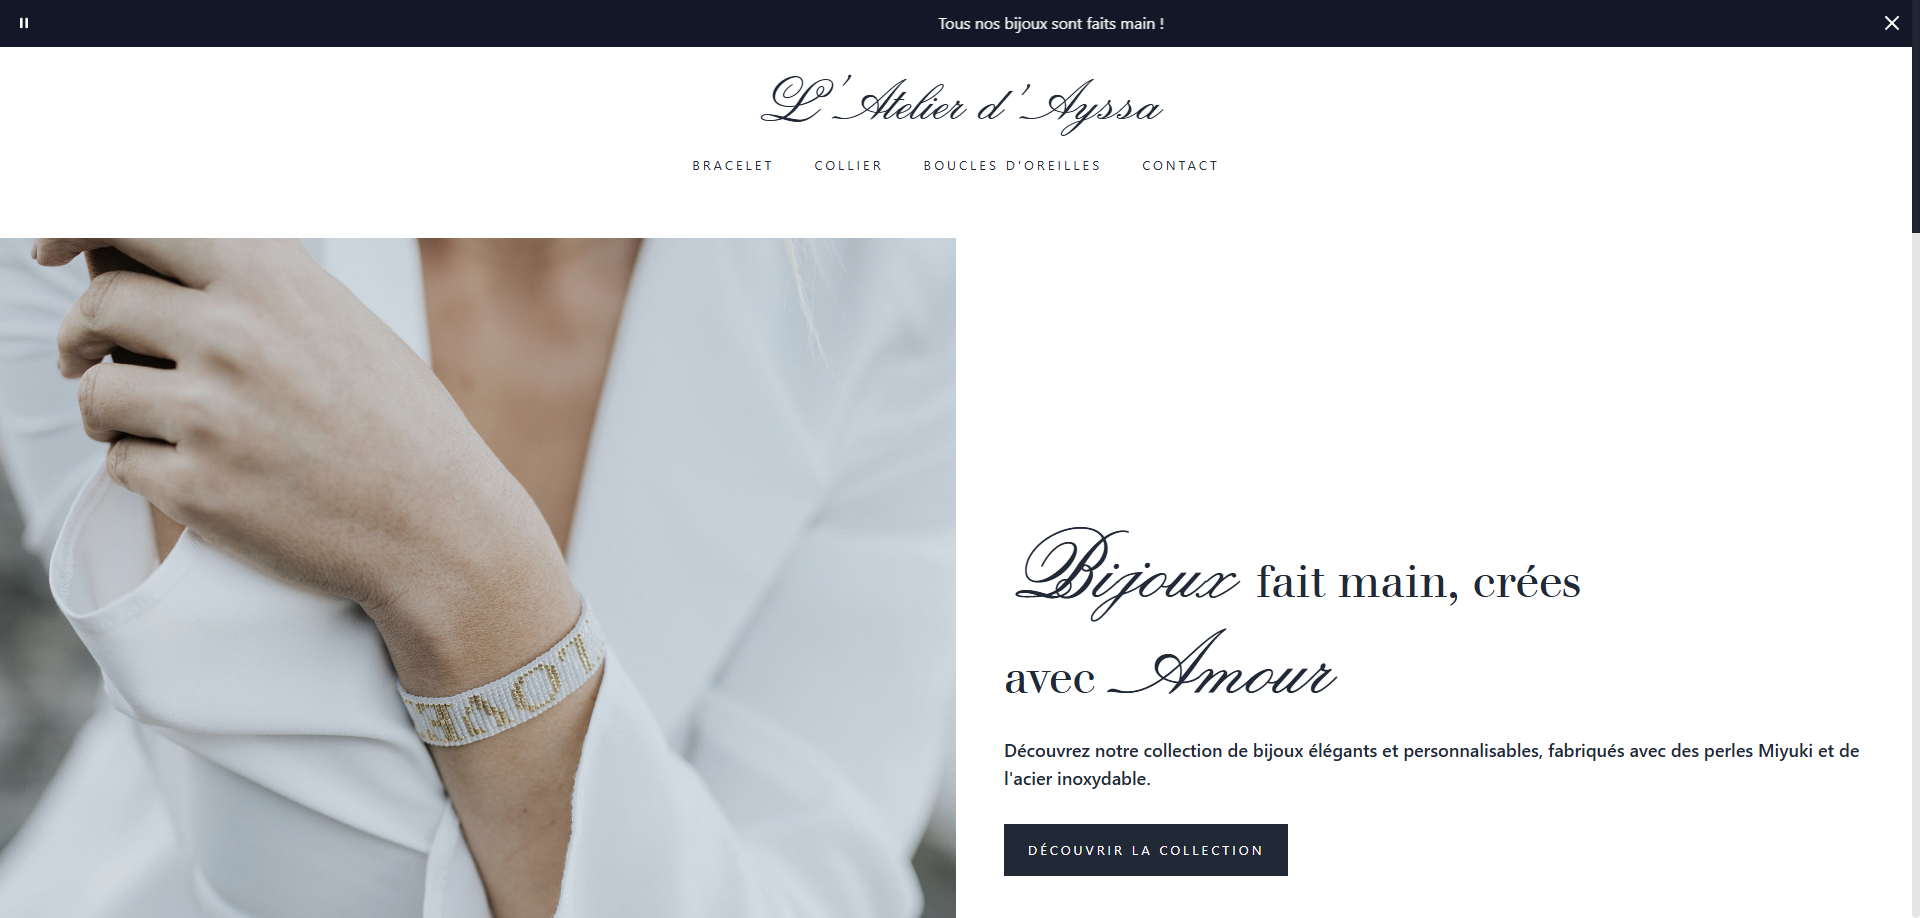 Tous nos bijoux sont faits main !
L'Atelier d'Ayssa
BRACELET COLLIER BOUCLES D'OREILLES CONTACT
LOVE
Bijoux fait main, crées
avec Amour
Découvrez notre collection de bijoux élégants et personnalisables, fabriqués avec des perles Miyuki et de
l'acier inoxydable.
DÉCOUVRIR LA COLLECTION